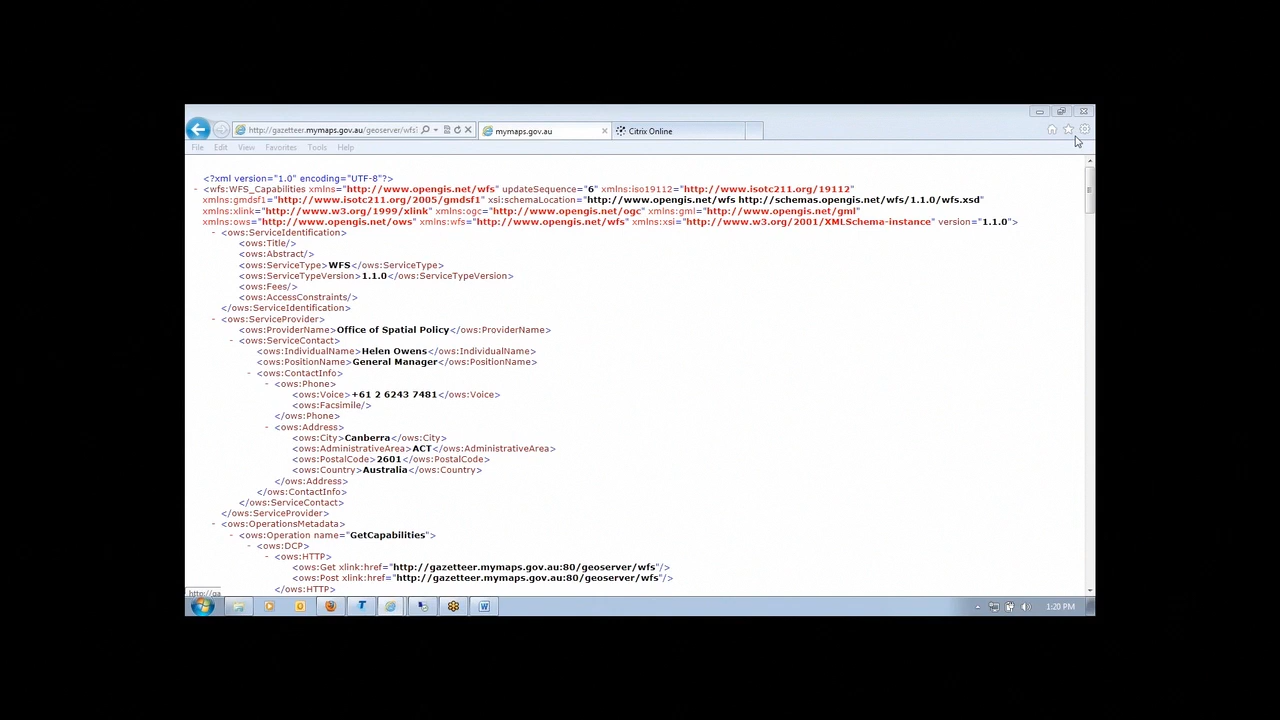 http://gazetteer.mymaps.gov.au/geoserver/wfs?
mymaps.gov.au
Citrix Online
File Edit View Favorites Tools Help
<?xml version="1.0" encoding="UTF-8"?>
- <wfs:WFS_Capabilities xmlns="http://www.opengis.net/wfs" updateSequence="6" xmlns:iso19112="http://www.isotc211.org/19112"
xmlns:gmdsf1="http://www.isotc211.org/2005/gmdsf1" xsi:schemaLocation="http://www.opengis.net/wfs http://schemas.opengis.net/wfs/1.1.0/wfs.xsd"
xmlns:xlink="http://www.w3.org/1999/xlink" xmlns:ogc="http://www.opengis.net/ogc" xmlns:gml="http://www.opengis.net/gml"
xmlns:ows="http://www.opengis.net/ows" xmlns:wfs="http://www.opengis.net/wfs" xmlns:xsi="http://www.w3.org/2001/XMLSchema-instance" version="1.1.0">
- <ows:ServiceIdentification>
<ows:Title/>
<ows:Abstract/>
<ows:ServiceType>WFS</ows:ServiceType>
<ows:ServiceTypeVersion>1.1.0</ows:ServiceTypeVersion>
<ows:Fees/>
<ows:AccessConstraints/>
</ows:ServiceIdentification>
- <ows:ServiceProvider>
<ows:ProviderName>Office of Spatial Policy</ows:ProviderName>
- <ows:ServiceContact>
<ows:IndividualName>Helen Owens</ows:IndividualName>
<ows:PositionName>General Manager</ows:PositionName>
- <ows:ContactInfo>
- <ows:Phone>
<ows:Voice>+61 2 6243 7481</ows:Voice>
<ows:Facsimile/>
</ows:Phone>
- <ows:Address>
<ows:City>Canberra</ows:City>
<ows:AdministrativeArea>ACT</ows:AdministrativeArea>
<ows:PostalCode>2601</ows:PostalCode>
<ows:Country>Australia</ows:Country>
</ows:Address>
</ows:ContactInfo>
</ows:ServiceContact>
</ows:ServiceProvider>
- <ows:OperationsMetadata>
- <ows:Operation name="GetCapabilities">
- <ows:DCP>
- <ows:HTTP>
<ows:Get xlink:href="http://gazetteer.mymaps.gov.au:80/geoserver/wfs"/>
<ows:Post xlink:href="http://gazetteer.mymaps.gov.au:80/geoserver/wfs"/>
</ows:HTTP>
http://ga
1:20 PM